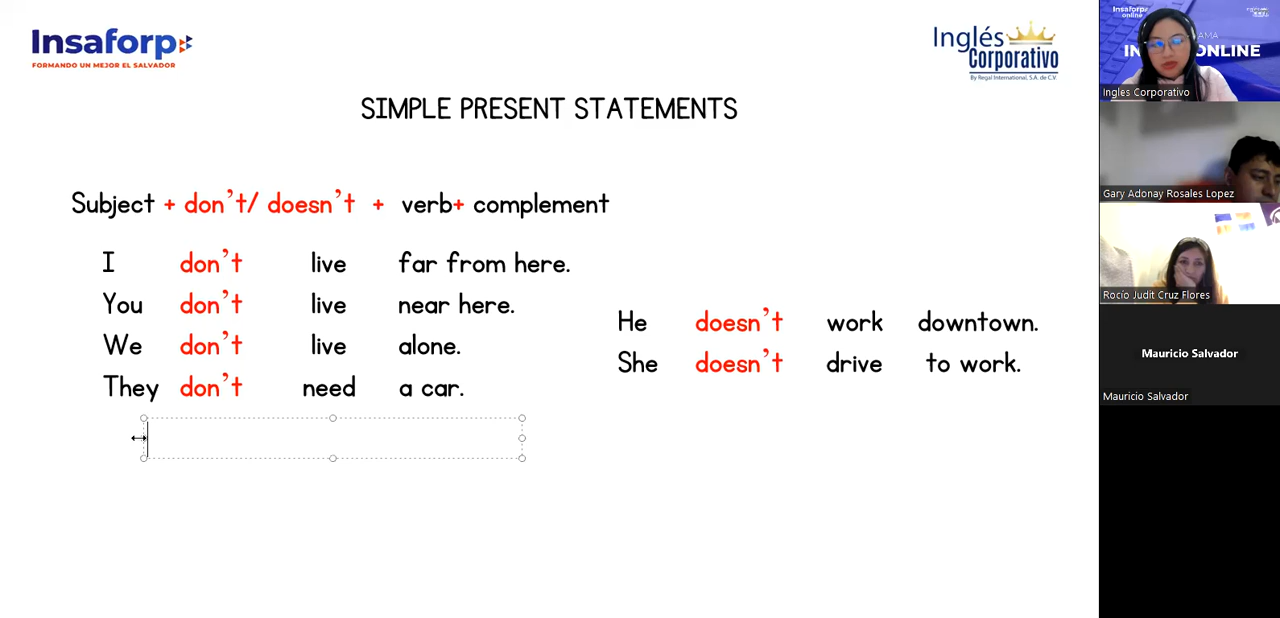 Insaforp
FORMANDO UN MEJOR EL SALVADOR
Inglés
Corporativo
By Regal International, S.A. de C.V.
SIMPLE PRESENT STATEMENTS
Subject + don't/ doesn't + verb+ complement
I don't live far from here.
You don't live near here.
We don't live alone.
They don't need a car.
He doesn't work downtown.
She doesn't drive to work.
Insaforp
online
Ingles Corporativo
Gary Adonay Rosales Lopez
Rocío Judit Cruz Flores
Mauricio Salvador
Mauricio Salvador